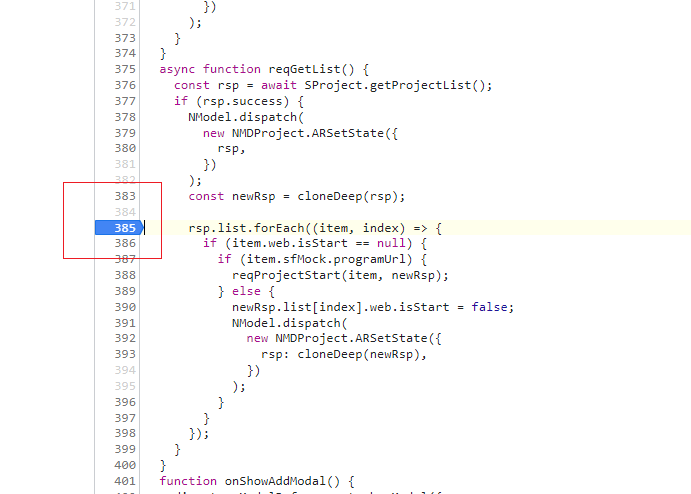 371 })
372 );
373 }
374 }
375 async function reqGetList() {
376 const rsp = await SProject.getProjectList();
377 if (rsp.success) {
378 NModel.dispatch(
379 new NMDProject.ARSetState({
380 rsp,
381 })
382 );
383 const newRsp = cloneDeep(rsp);
384
385 rsp.list.forEach((item, index) => {
386 if (item.web.isStart == null) {
387 if (item.sfMock.programUrl) {
388 reqProjectStart(item, newRsp);
389 } else {
390 newRsp.list[index].web.isStart = false;
391 NModel.dispatch(
392 new NMDProject.ARSetState({
393 rsp: cloneDeep(newRsp),
394 })
395 );
396 }
397 }
398 });
399 }
400 }
401 function onShowAddModal() {